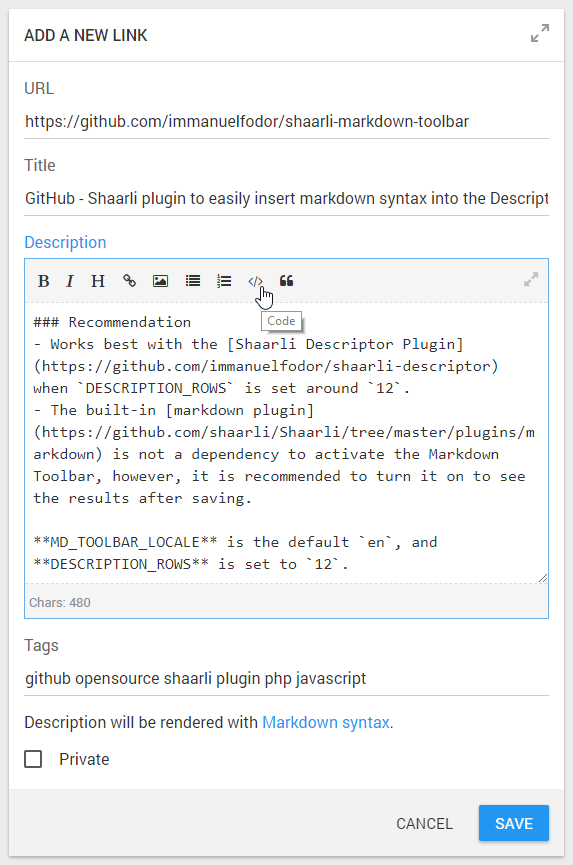 ADD A NEW LINK
URL
https://github.com/immanuelfodor/shaarli-markdown-toolbar
Title
GitHub - Shaarli plugin to easily insert markdown syntax into the Descript
Description
B I H
Code
### Recommendation
- Works best with the [Shaarli Descriptor Plugin]
(https://github.com/immanuelfodor/shaarli-descriptor)
when `DESCRIPTION_ROWS` is set around `12`.
- The built-in [markdown plugin]
(https://github.com/shaarli/Shaarli/tree/master/plugins/m
arkdown) is not a dependency to activate the Markdown
Toolbar, however, it is recommended to turn it on to see
the results after saving.
**MD_TOOLBAR_LOCALE** is the default `en`, and
**DESCRIPTION_ROWS** is set to `12`.
Chars: 480
Tags
github opensource shaarli plugin php javascript
Description will be rendered with Markdown syntax.
Private
CANCEL SAVE